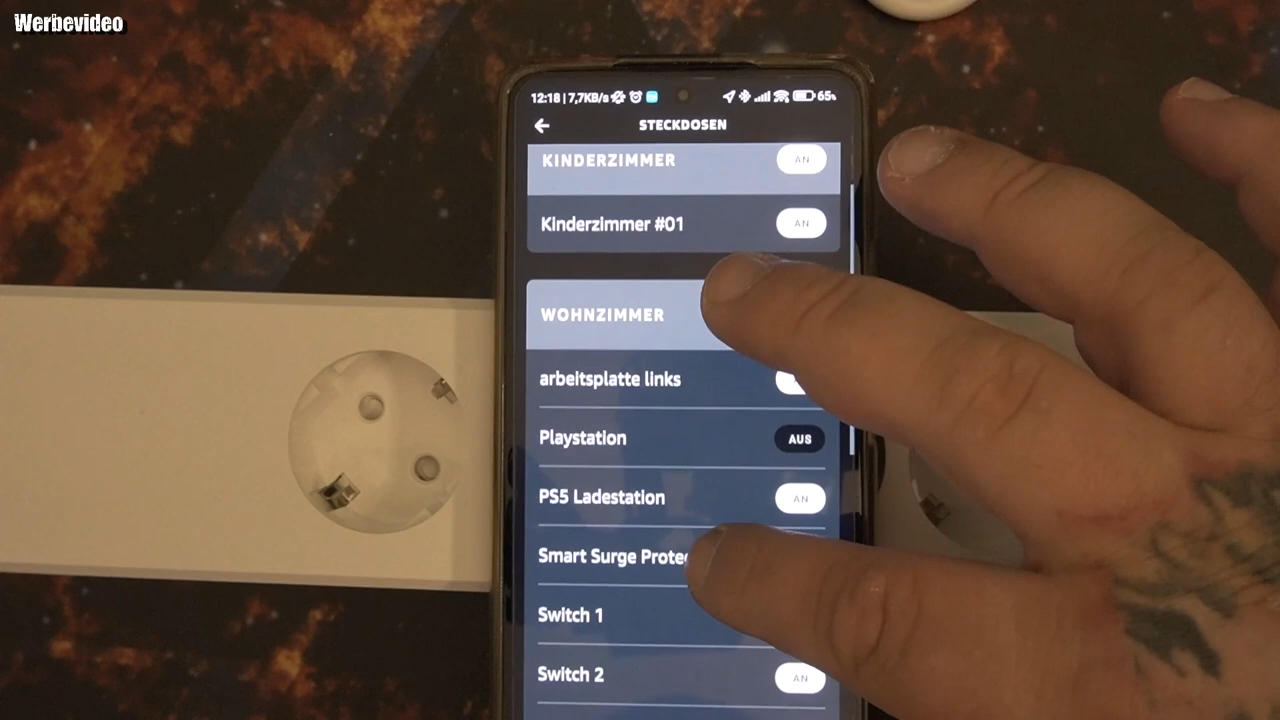 Werbevideo
12:18 | 7,7KB/s 65%
STECKDOSEN
KINDERZIMMER AN
Kinderzimmer #01 AN
WOHNZIMMER
arbeitsplatte links
Playstation AUS
PS5 Ladestation AN
Smart Surge
Switch 1
Switch 2 AN